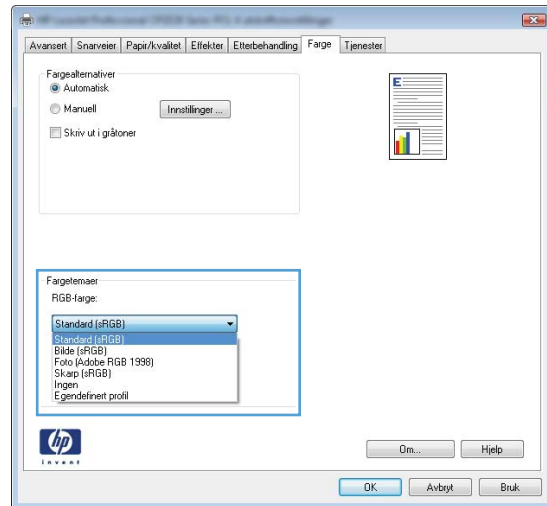 Avansert Snarveier Papir/kvalitet Effekter Etterbehandling Farge Tjenester
Fargealternativer
Automatisk
Manuell
Innstillinger ...
Skriv ut i gråtoner
E
Fargetemaer
RGB-farge:
Standard (sRGB)
Standard (sRGB)
Bilde (sRGB)
Foto (Adobe RGB 1998)
Skarp (sRGB)
Ingen
Egendefinert profil
hp
invent
Om... Hjelp
OK Avbryt Bruk